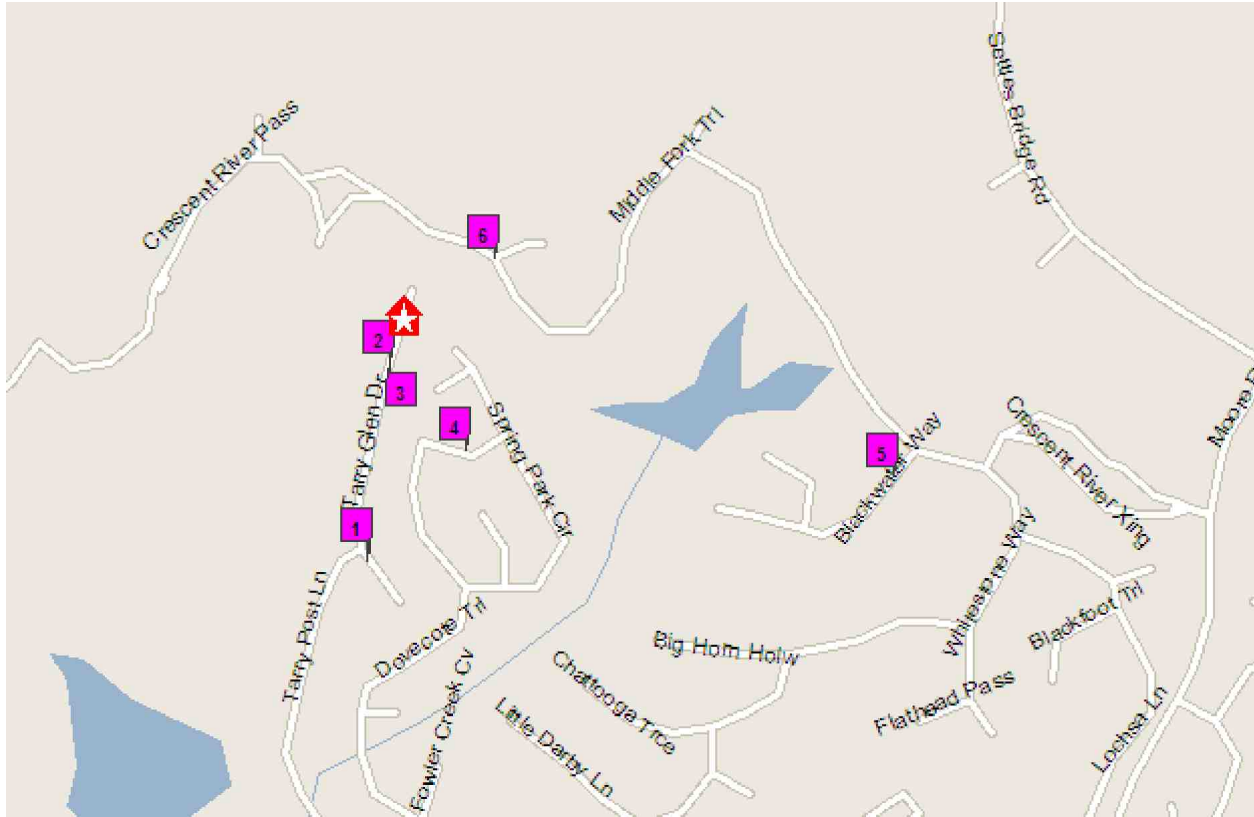 Settles Bridge Rd
Crescent River Pass
Middle Fork Trl
6
2
3
Tarry Glen Dr
4
Spring Park Cir
5
Blackwater Way
Crescent River Xing
Moore R
1
Tarry Post Ln
Dovecote Trl
Fowler Creek Cv
Big Horn Holw
Chattooga Trce
Little Darby Ln
Whitestone Way
Blackfoot Trl
Flathead Pass
Lochsa Ln